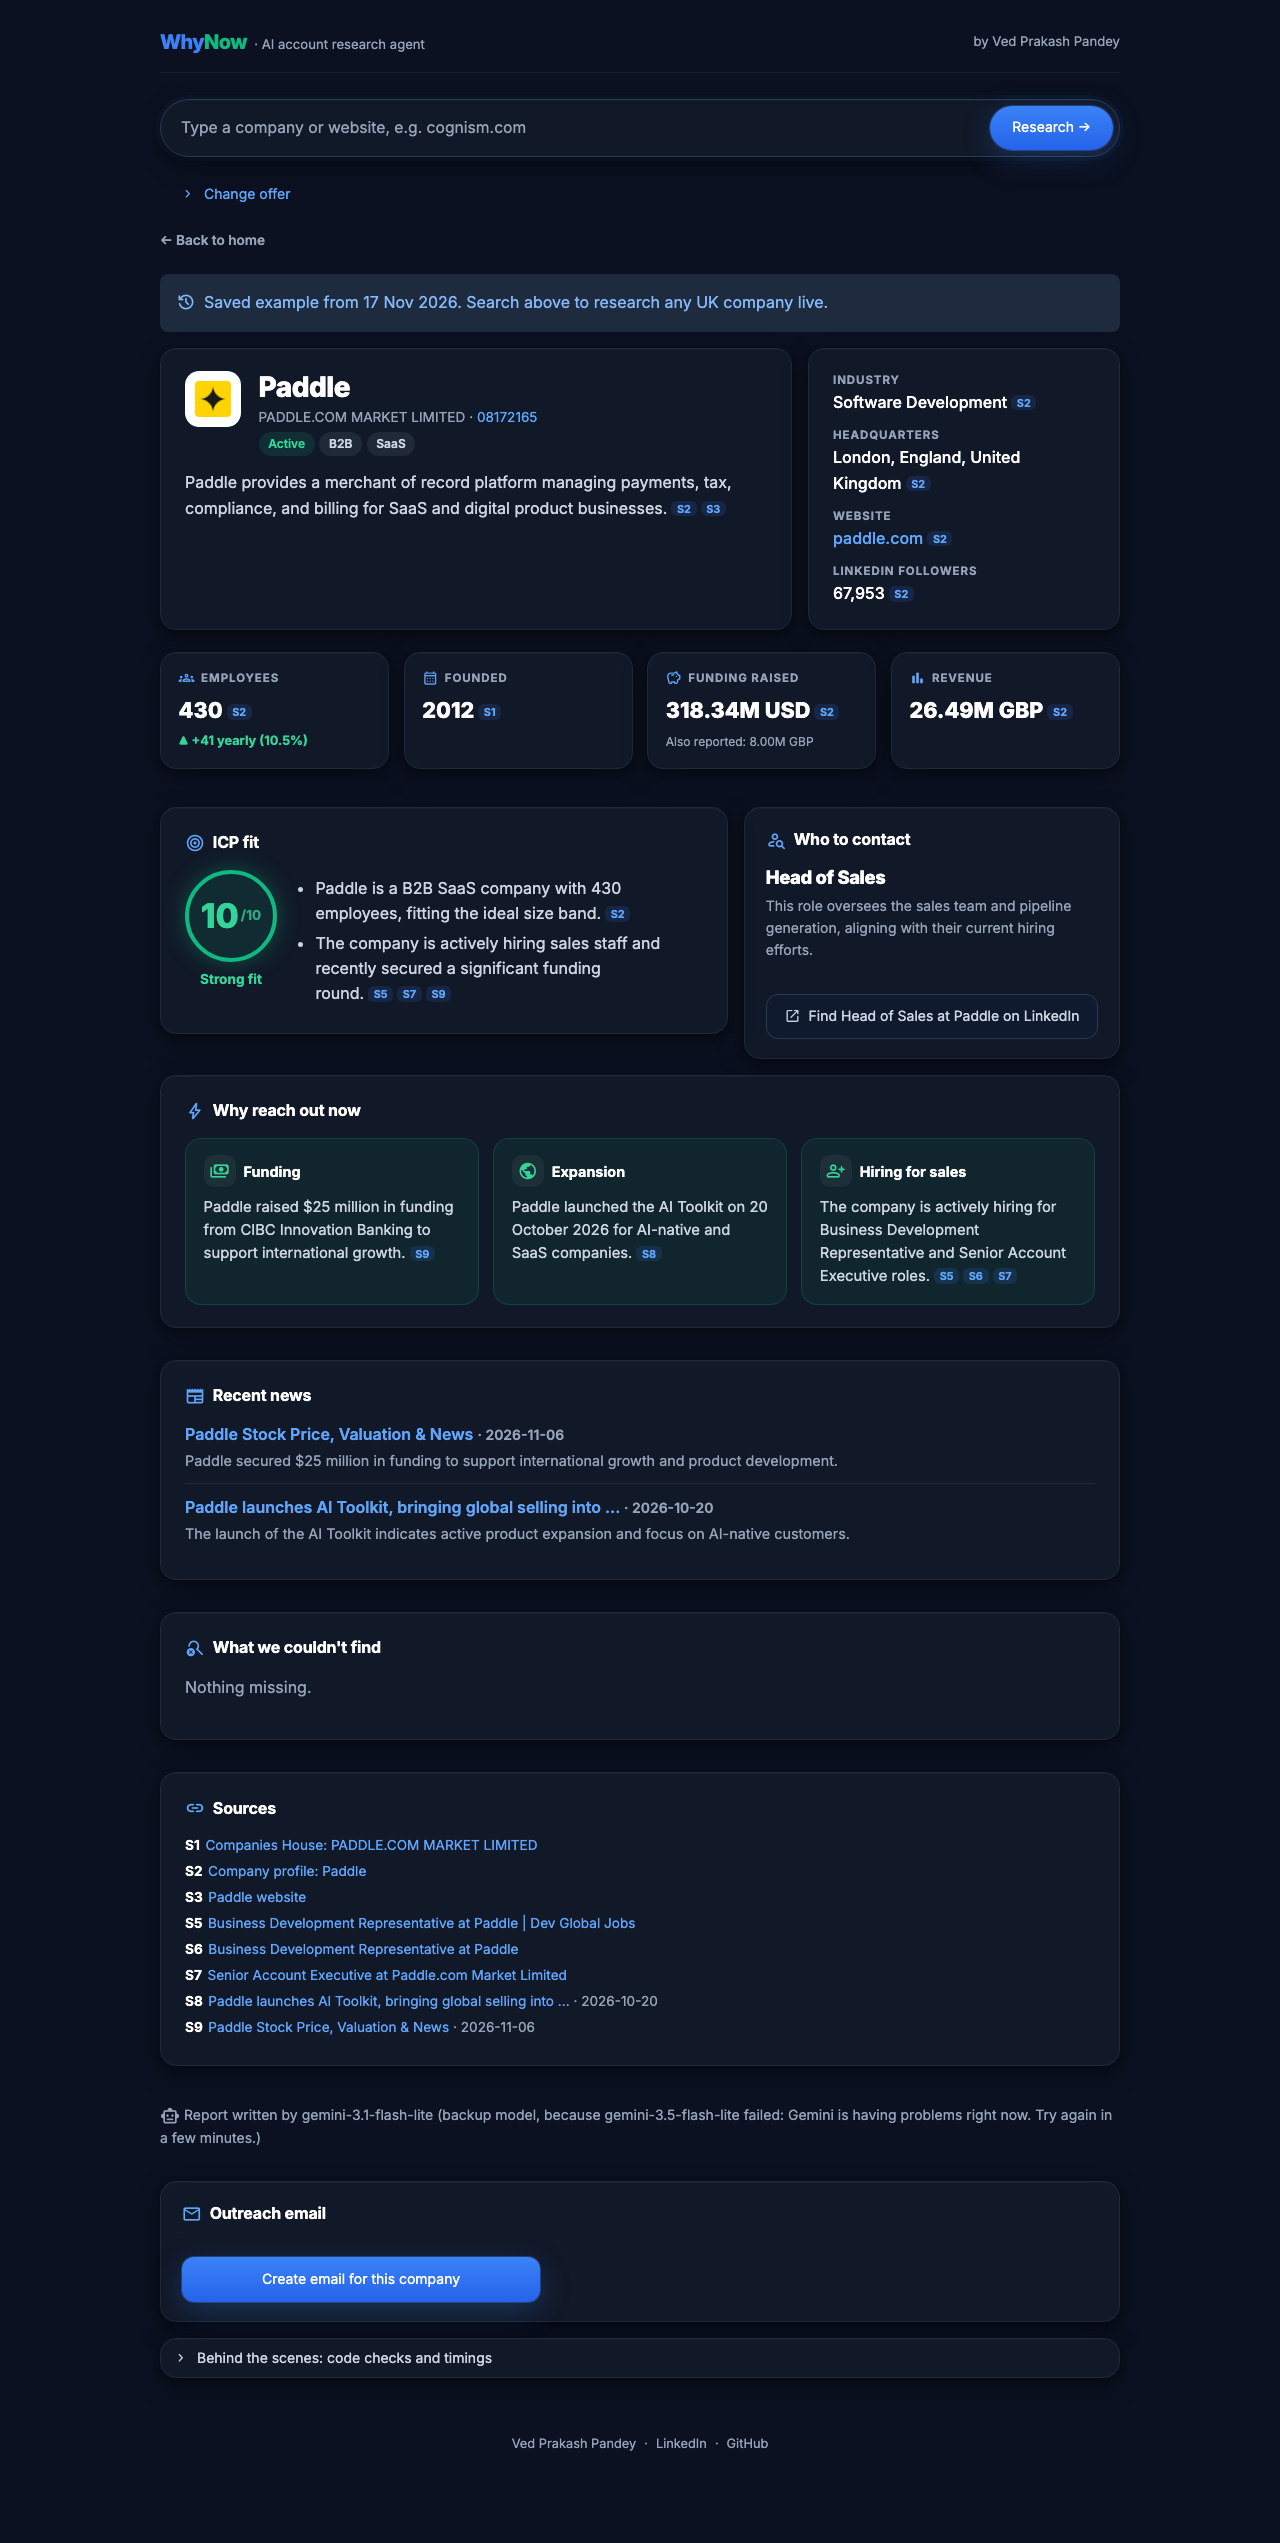 WhyNow · AI account research agent
by Ved Prakash Pandey
Type a company or website, e.g. cognism.com
Research →
Change offer
← Back to home
Saved example from 17 Nov 2026. Search above to research any UK company live.
Paddle
PADDLE.COM MARKET LIMITED · 08172165
Active B2B SaaS
Paddle provides a merchant of record platform managing payments, tax,
compliance, and billing for SaaS and digital product businesses. S2 S3
INDUSTRY
Software Development S2
HEADQUARTERS
London, England, United
Kingdom S2
WEBSITE
paddle.com S2
LINKEDIN FOLLOWERS
67,953 S2
EMPLOYEES
430 S2
▲ +41 yearly (10.5%)
FOUNDED
2012 S1
FUNDING RAISED
318.34M USD S2
Also reported: 8.00M GBP
REVENUE
26.49M GBP S2
ICP fit
10/10
Strong fit
• Paddle is a B2B SaaS company with 430
employees, fitting the ideal size band. S2
• The company is actively hiring sales staff and
recently secured a significant funding
round. S5 S7 S9
Who to contact
Head of Sales
This role oversees the sales team and pipeline
generation, aligning with their current hiring
efforts.
Find Head of Sales at Paddle on LinkedIn
Why reach out now
Funding
Paddle raised $25 million in funding
from CIBC Innovation Banking to
support international growth. S9
Expansion
Paddle launched the AI Toolkit on 20
October 2026 for AI-native and
SaaS companies. S8
Hiring for sales
The company is actively hiring for
Business Development
Representative and Senior Account
Executive roles. S5 S6 S7
Recent news
Paddle Stock Price, Valuation & News · 2026-11-06
Paddle secured $25 million in funding to support international growth and product development.
Paddle launches AI Toolkit, bringing global selling into ... · 2026-10-20
The launch of the AI Toolkit indicates active product expansion and focus on AI-native customers.
What we couldn't find
Nothing missing.
Sources
S1 Companies House: PADDLE.COM MARKET LIMITED
S2 Company profile: Paddle
S3 Paddle website
S5 Business Development Representative at Paddle | Dev Global Jobs
S6 Business Development Representative at Paddle
S7 Senior Account Executive at Paddle.com Market Limited
S8 Paddle launches AI Toolkit, bringing global selling into ... · 2026-10-20
S9 Paddle Stock Price, Valuation & News · 2026-11-06
Report written by gemini-3.1-flash-lite (backup model, because gemini-3.5-flash-lite failed: Gemini is having problems right now. Try again in
a few minutes.)
Outreach email
Create email for this company
Behind the scenes: code checks and timings
Ved Prakash Pandey · LinkedIn · GitHub